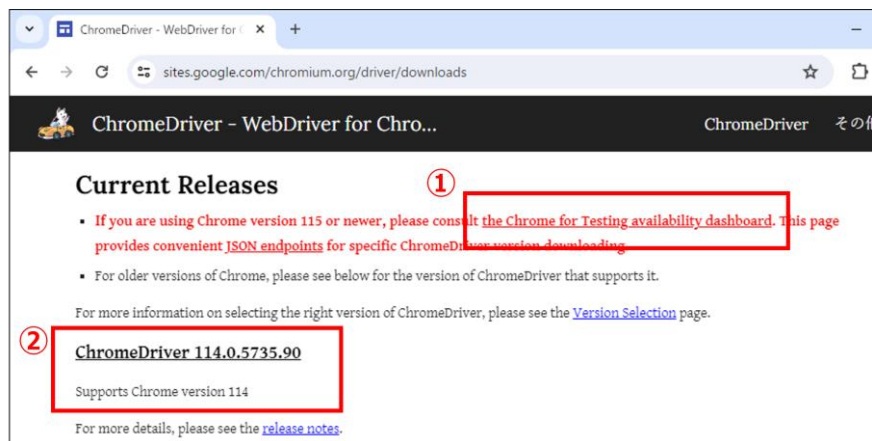 ChromeDriver - WebDriver for
sites.google.com/chromium.org/driver/downloads
ChromeDriver - WebDriver for Chro...
ChromeDriver その他
Current Releases
①
If you are using Chrome version 115 or newer, please consult the Chrome for Testing availability dashboard. This page
provides convenient JSON endpoints for specific ChromeDriver version downloading.
For older versions of Chrome, please see below for the version of ChromeDriver that supports it.
For more information on selecting the right version of ChromeDriver, please see the Version Selection page.
②
ChromeDriver 114.0.5735.90
Supports Chrome version 114
For more details, please see the release notes.